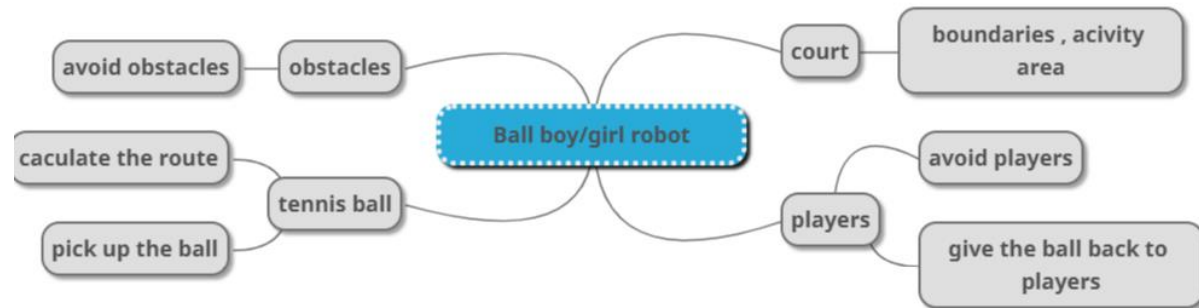 Ball boy/girl robot
obstacles
avoid obstacles
tennis ball
caculate the route
pick up the ball
court
boundaries , acivity
area
players
avoid players
give the ball back to
players